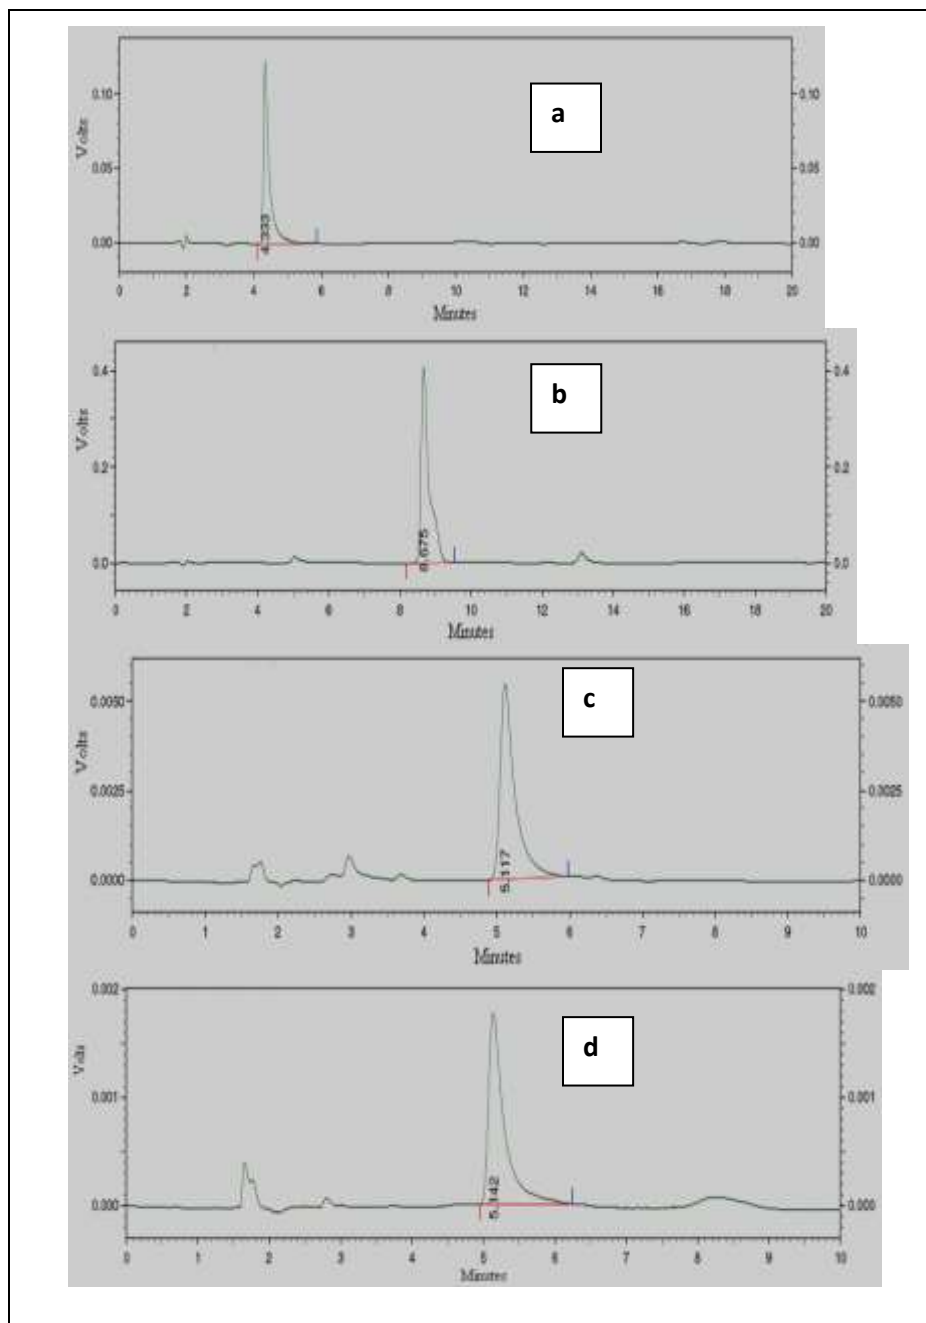 a
Volts
0.10 0.10
0.05 0.05
0.00 0.00
4.333
0 2 4 6 8 10 12 14 16 18 20
Minutes
b
Volts
0.4 0.4
0.2 0.2
0.0 0.0
8.675
0 2 4 6 8 10 12 14 16 18 20
Minutes
c
Volts
0.0050 0.0050
0.0025 0.0025
0.0000 0.0000
5.117
0 1 2 3 4 5 6 7 8 9 10
Minutes
d
Volts
0.002 0.002
0.001 0.001
0.000 0.000
5.142
0 1 2 3 4 5 6 7 8 9 10
Minutes